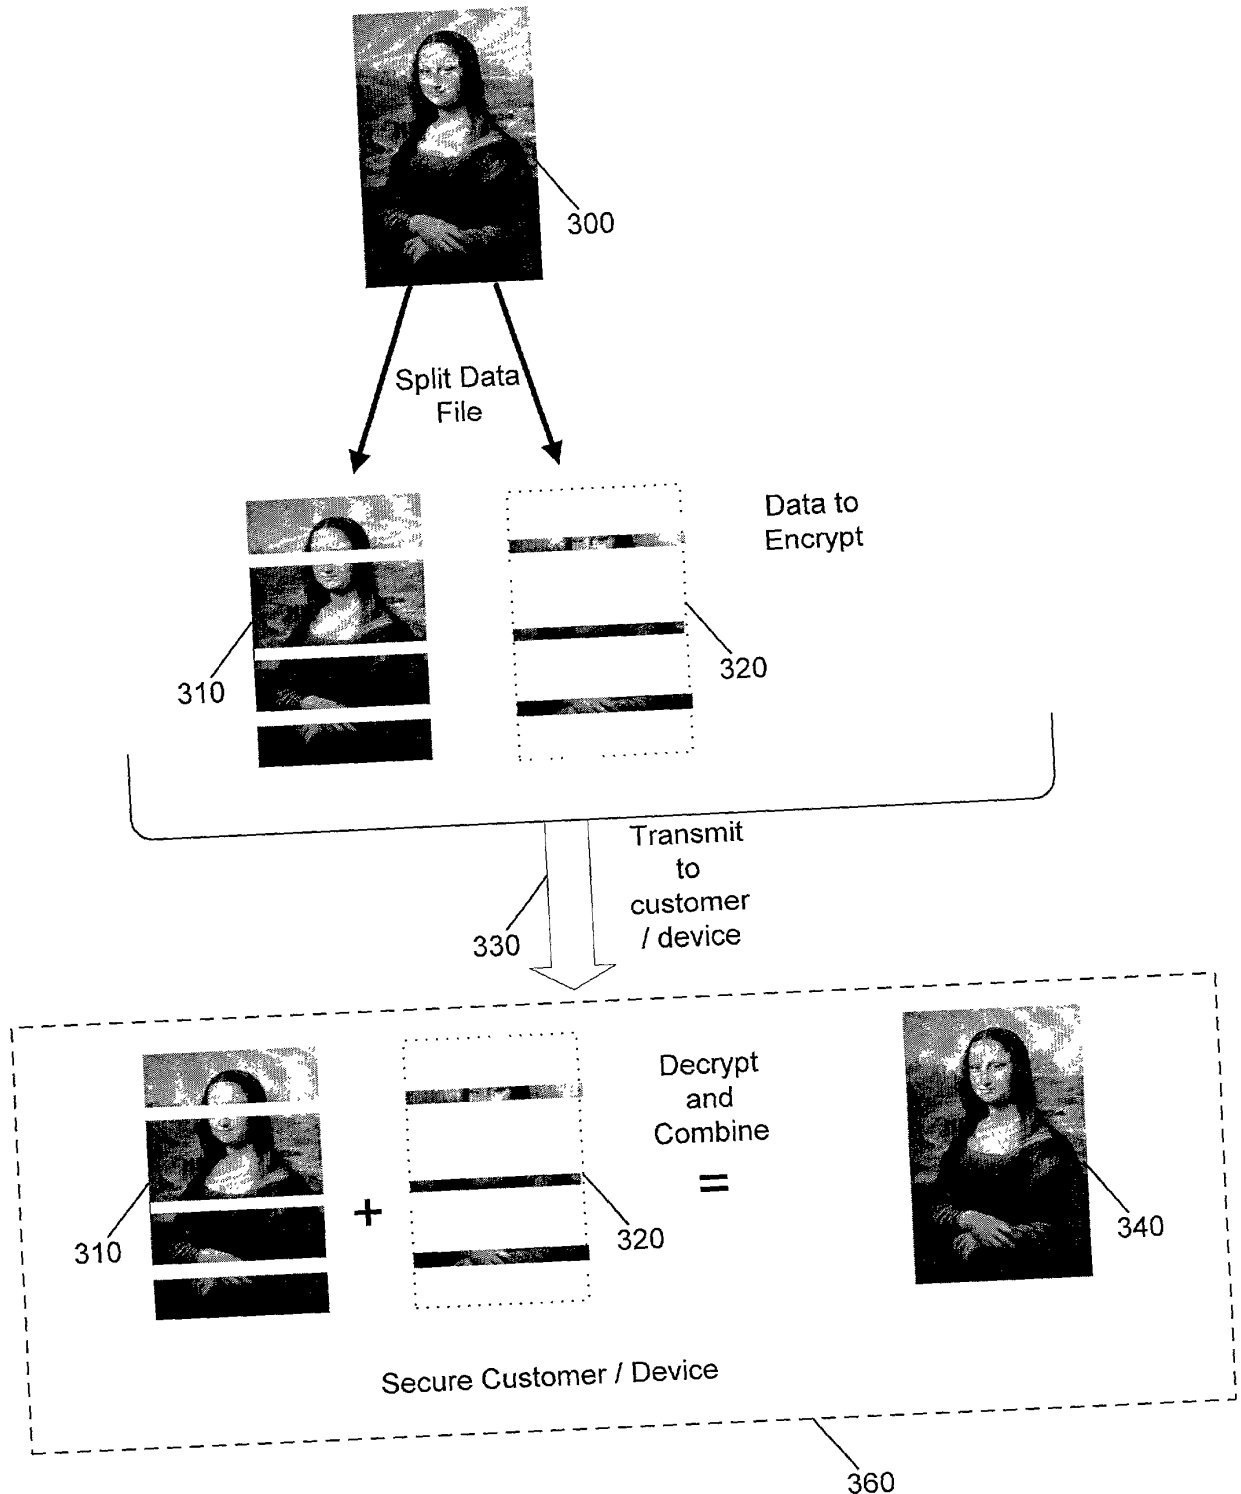 300
Split Data
File
Data to
Encrypt
310
320
Transmit
to
customer
/ device
330
Decrypt
and
Combine
310
+
320
=
340
Secure Customer / Device
360